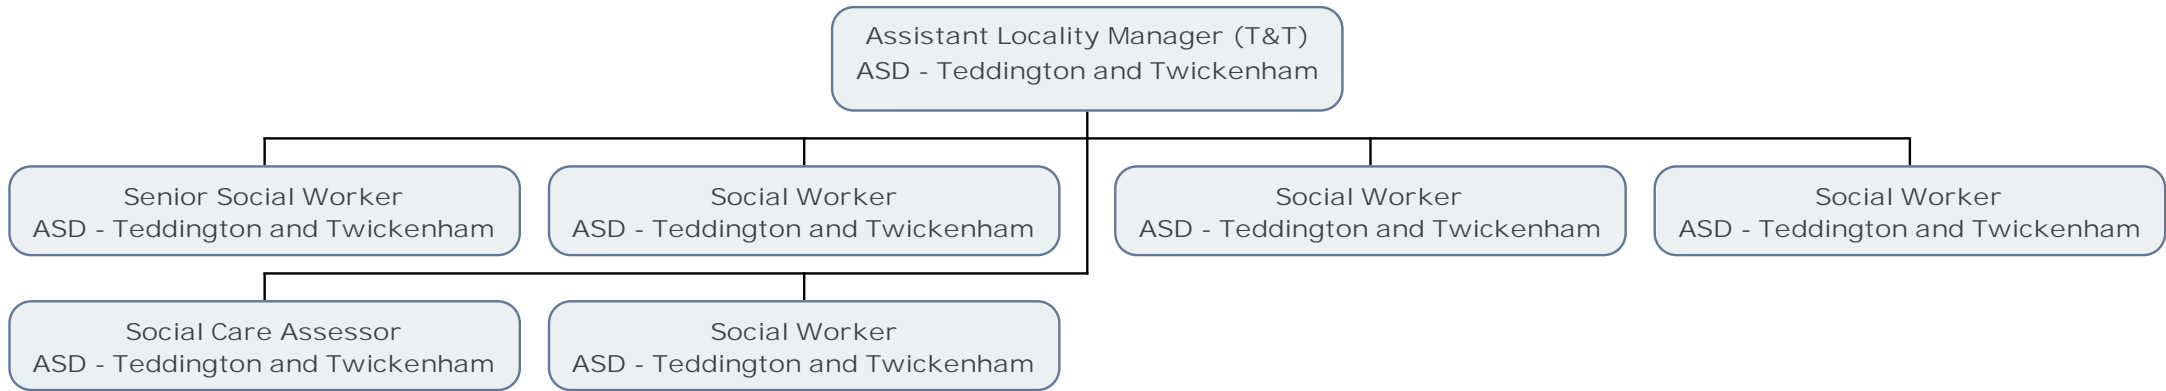 Assistant Locality Manager (T&T)
ASD - Teddington and Twickenham
Senior Social Worker
ASD - Teddington and Twickenham
Social Worker
ASD - Teddington and Twickenham
Social Worker
ASD - Teddington and Twickenham
Social Worker
ASD - Teddington and Twickenham
Social Care Assessor
ASD - Teddington and Twickenham
Social Worker
ASD - Teddington and Twickenham